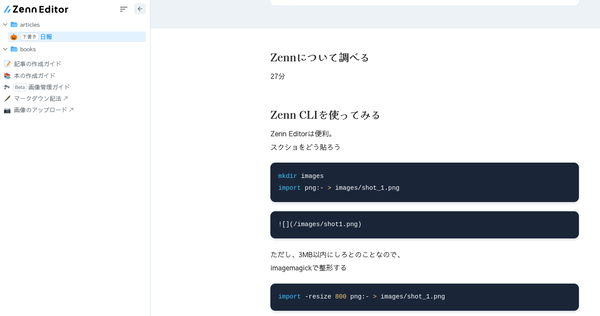 Zenn Editor
articles
下書き 日報
books
記事の作成ガイド
本の作成ガイド
Beta 画像管理ガイド
マークダウン記法 ↗
画像のアップロード ↗
Zennについて調べる
27分
Zenn CLIを使ってみる
Zenn Editorは便利。
スクショをどう貼ろう
mkdir images
import png:- > images/shot_1.png
![](/images/shot1.png)
ただし、3MB以内にしろとのことなので、
imagemagickで整形する
import -resize 800 png:- > images/shot_1.png